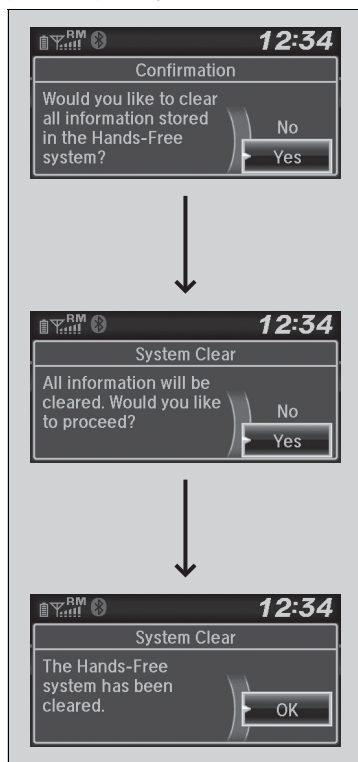 RM 12:34
Confirmation
Would you like to clear
all information stored
in the Hands-Free
system?
No
Yes
RM 12:34
System Clear
All information will be
cleared. Would you like
to proceed?
No
Yes
RM 12:34
System Clear
The Hands-Free
system has been
cleared.
OK